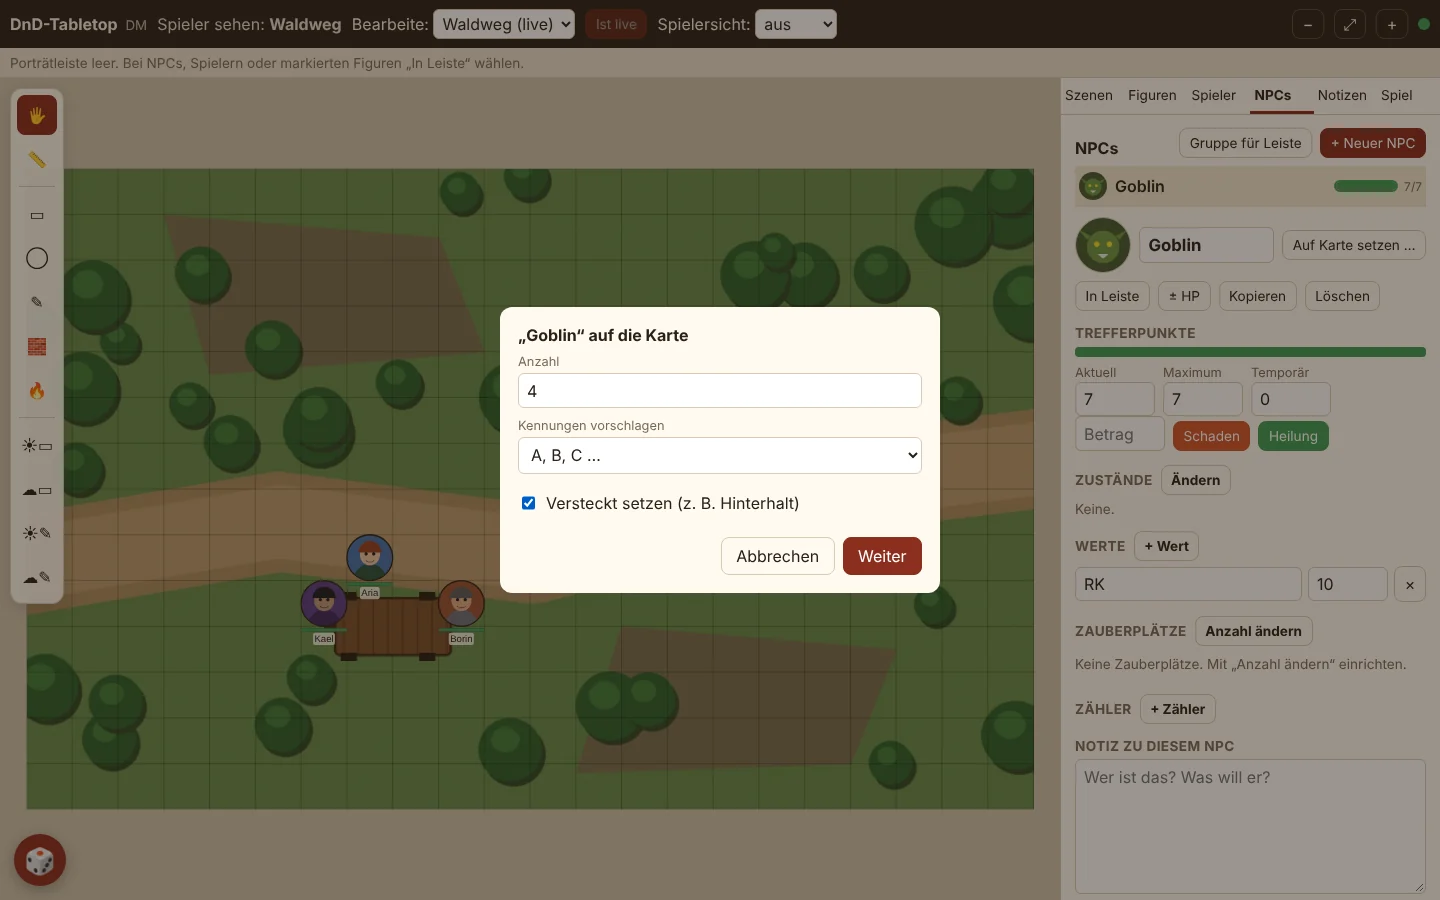 DnD-Tabletop DM Spieler sehen: Waldweg Bearbeite: Waldweg (live) Ist live Spielersicht: aus − ⤢ +
Porträtleiste leer. Bei NPCs, Spielern oder markierten Figuren „In Leiste“ wählen.
Szenen Figuren Spieler NPCs Notizen Spiel
NPCs Gruppe für Leiste + Neuer NPC
Goblin 7/7
Goblin Auf Karte setzen ...
In Leiste ± HP Kopieren Löschen
TREFFERPUNKTE
Aktuell Maximum Temporär
7 7 0
Betrag Schaden Heilung
ZUSTÄNDE Ändern
Keine.
WERTE + Wert
RK 10 ×
ZAUBERPLÄTZE Anzahl ändern
Keine Zauberplätze. Mit „Anzahl ändern“ einrichten.
ZÄHLER + Zähler
NOTIZ ZU DIESEM NPC
Wer ist das? Was will er?
„Goblin“ auf die Karte
Anzahl
4
Kennungen vorschlagen
A, B, C ...
Versteckt setzen (z. B. Hinterhalt)
Abbrechen Weiter
Aria
Kael Borin